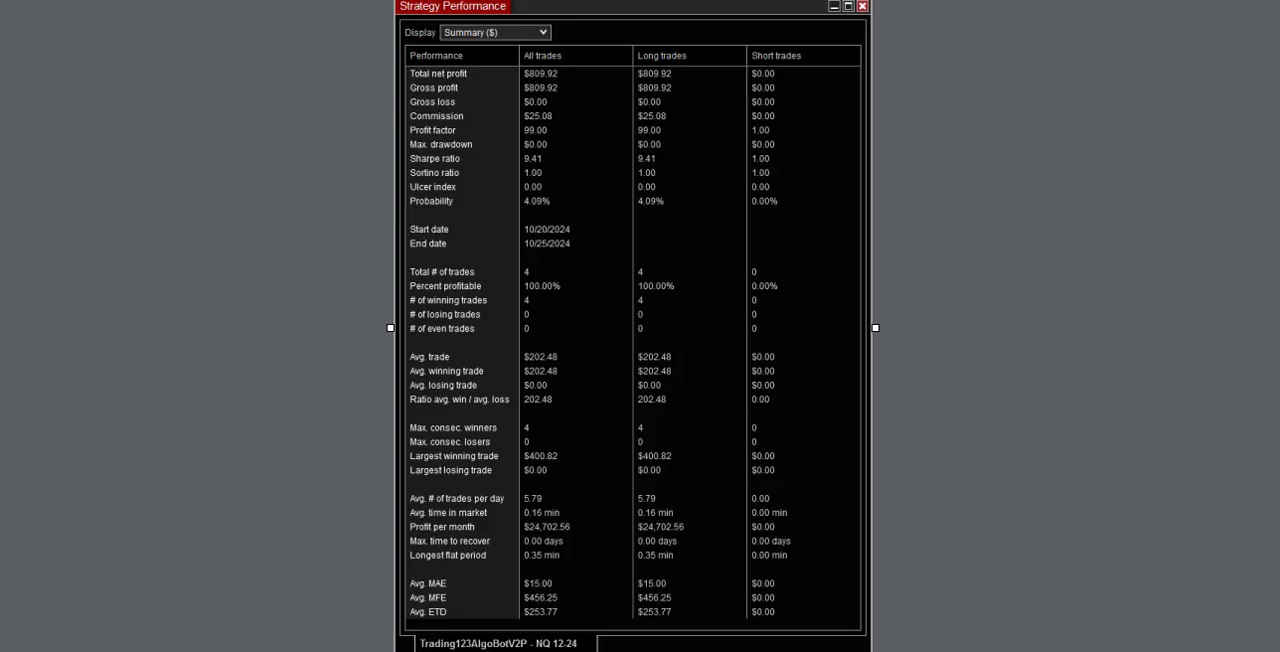 Strategy Performance
Display Summary ($)
Performance All trades Long trades Short trades
Total net profit $809.92 $809.92 $0.00
Gross profit $809.92 $809.92 $0.00
Gross loss $0.00 $0.00 $0.00
Commission $25.08 $25.08 $0.00
Profit factor 99.00 99.00 1.00
Max. drawdown $0.00 $0.00 $0.00
Sharpe ratio 9.41 9.41 1.00
Sortino ratio 1.00 1.00 1.00
Ulcer index 0.00 0.00 0.00
Probability 4.09% 4.09% 0.00%
Start date 10/20/2024
End date 10/25/2024
Total # of trades 4 4 0
Percent profitable 100.00% 100.00% 0.00%
# of winning trades 4 4 0
# of losing trades 0 0 0
# of even trades 0 0 0
Avg. trade $202.48 $202.48 $0.00
Avg. winning trade $202.48 $202.48 $0.00
Avg. losing trade $0.00 $0.00 $0.00
Ratio avg. win / avg. loss 202.48 202.48 0.00
Max. consec. winners 4 4 0
Max. consec. losers 0 0 0
Largest winning trade $400.82 $400.82 $0.00
Largest losing trade $0.00 $0.00 $0.00
Avg. # of trades per day 5.79 5.79 0.00
Avg. time in market 0.16 min 0.16 min 0.00 min
Profit per month $24,702.56 $24,702.56 $0.00
Max. time to recover 0.00 days 0.00 days 0.00 days
Longest flat period 0.35 min 0.35 min 0.00 min
Avg. MAE $15.00 $15.00 $0.00
Avg. MFE $456.25 $456.25 $0.00
Avg. ETD $253.77 $253.77 $0.00
Trading123AlgoBotV2P - NQ 12-24